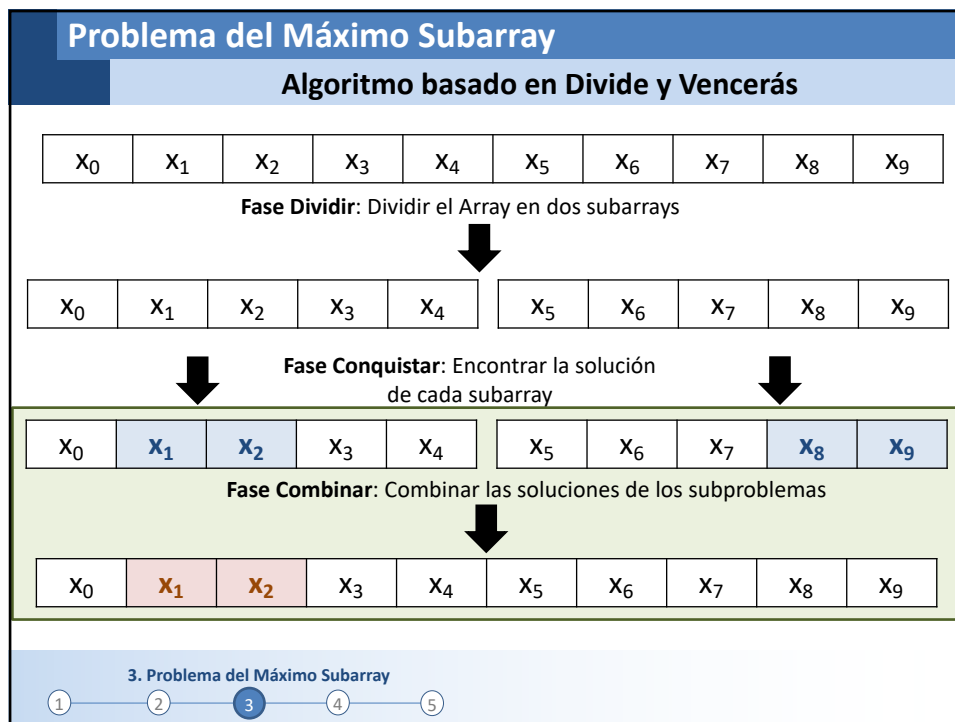 Problema del Máximo Subarray
Algoritmo basado en Divide y Vencerás
x₀ x₁ x₂ x₃ x₄ x₅ x₆ x₇ x₈ x₉
Fase Dividir: Dividir el Array en dos subarrays
x₀ x₁ x₂ x₃ x₄ x₅ x₆ x₇ x₈ x₉
Fase Conquistar: Encontrar la solución
de cada subarray
x₀ x₁ x₂ x₃ x₄ x₅ x₆ x₇ x₈ x₉
Fase Combinar: Combinar las soluciones de los subproblemas
x₀ x₁ x₂ x₃ x₄ x₅ x₆ x₇ x₈ x₉
3. Problema del Máximo Subarray
1 2 3 4 5